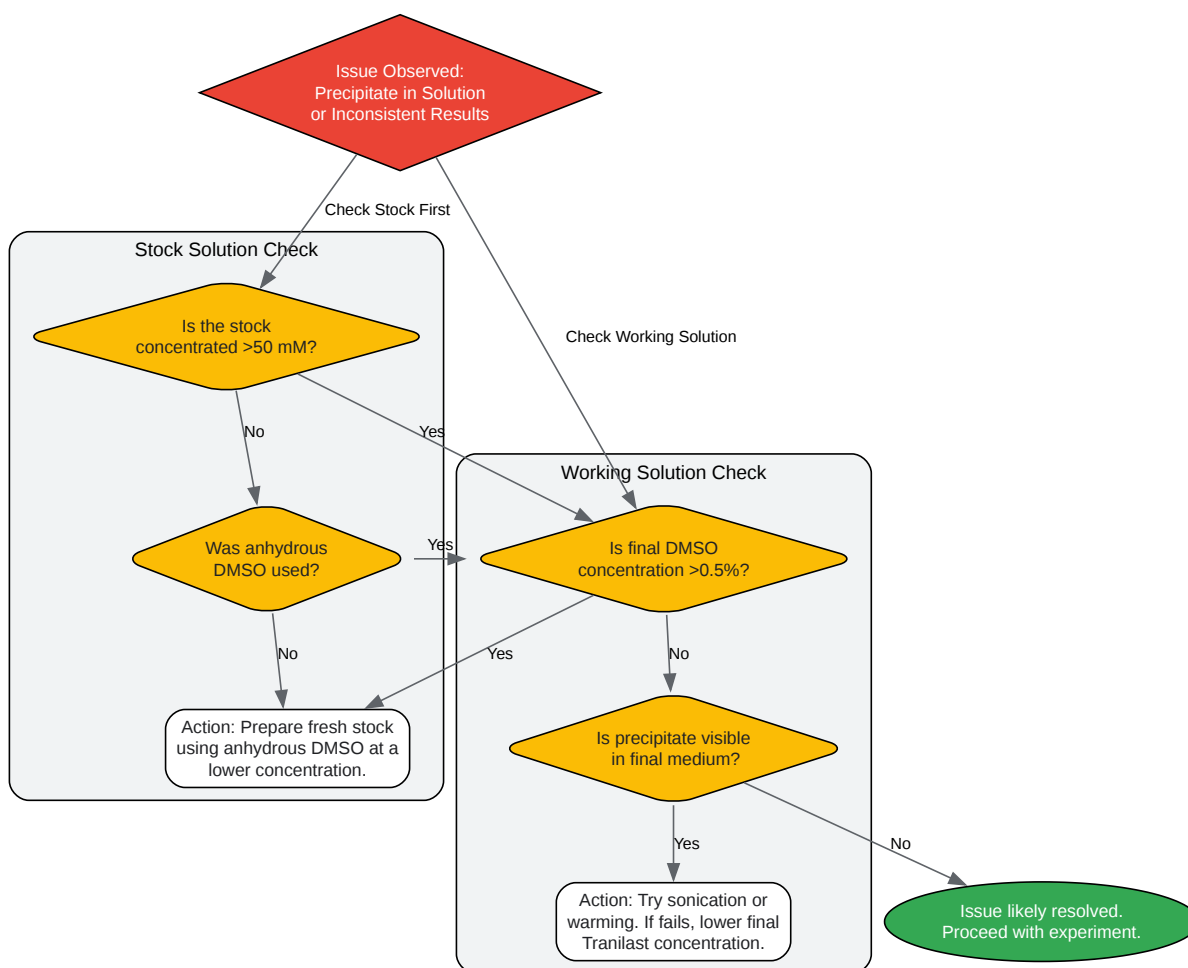 Issue Observed:
Precipitate in Solution
or Inconsistent Results
Check Stock First
Stock Solution Check
Is the stock
concentrated >50 mM?
Check Working Solution
No
Yes
Working Solution Check
Was anhydrous
DMSO used?
Yes
Is final DMSO
concentration >0.5%?
No
Yes
No
Action: Prepare fresh stock
using anhydrous DMSO at a
lower concentration.
Is precipitate visible
in final medium?
Yes
No
Action: Try sonication or
warming. If fails, lower final
Tranilast concentration.
Issue likely resolved.
Proceed with experiment.